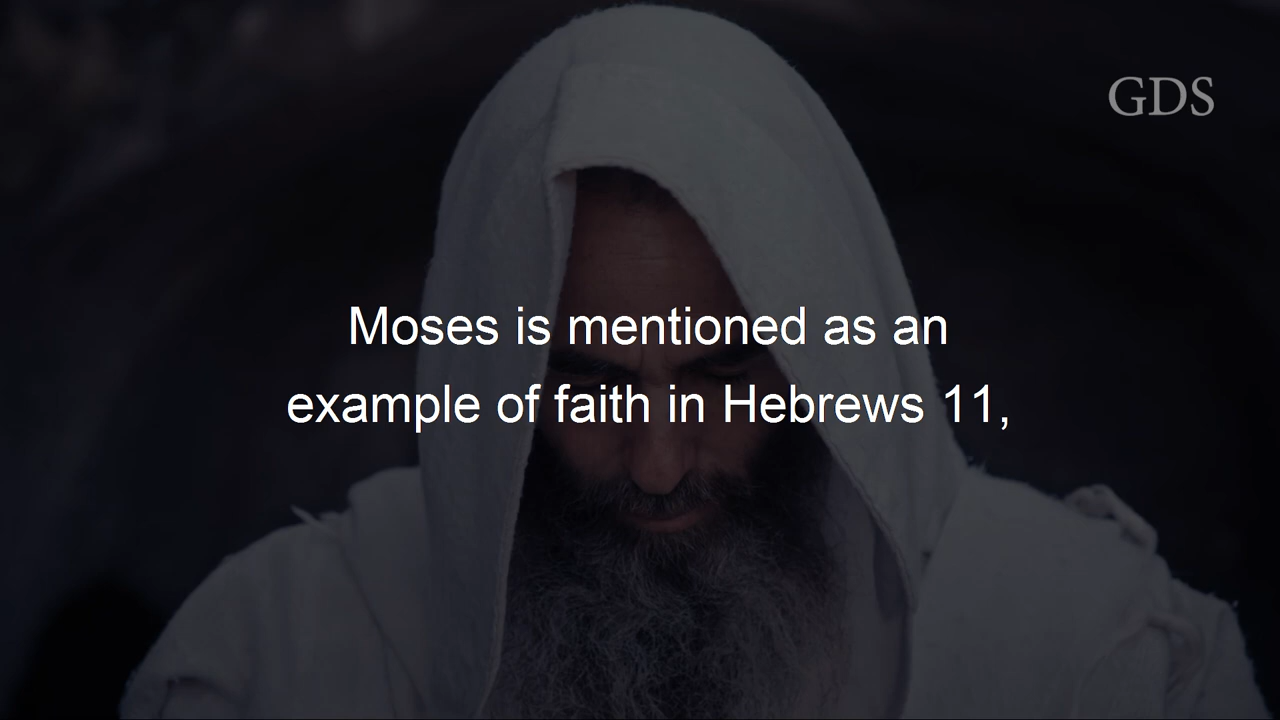 GDS
Moses is mentioned as an
example of faith in Hebrews 11,